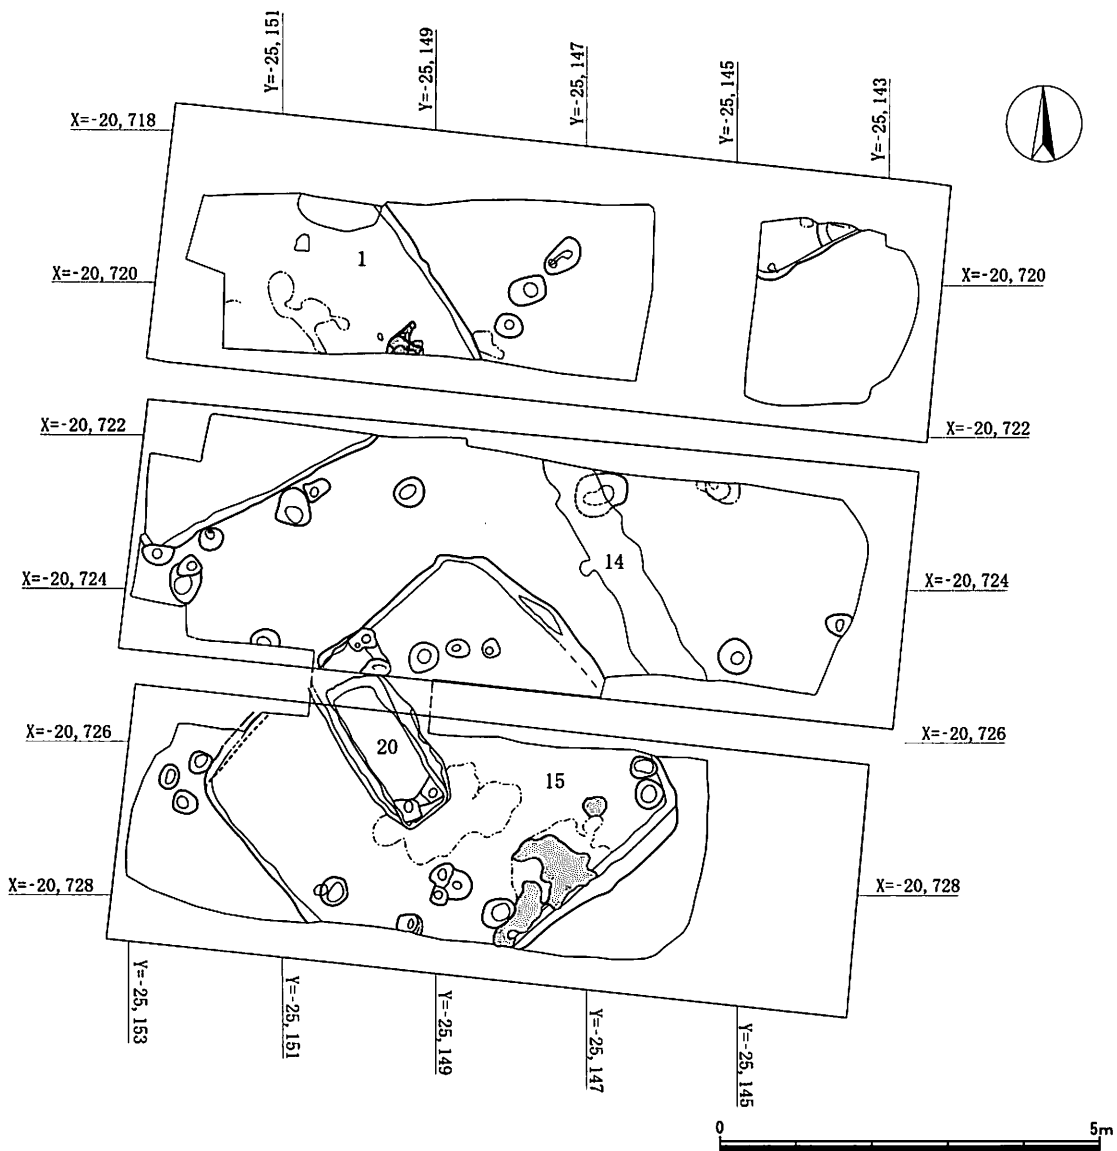 Y=-25,151
Y=-25,149
Y=-25,147
Y=-25,145
Y=-25,143
X=-20,718
1
X=-20,720
X=-20,720
X=-20,722
X=-20,722
14
X=-20,724
X=-20,724
X=-20,726
20
15
X=-20,726
X=-20,728
X=-20,728
Y=-25,153
Y=-25,151
Y=-25,149
Y=-25,147
Y=-25,145
0
5m